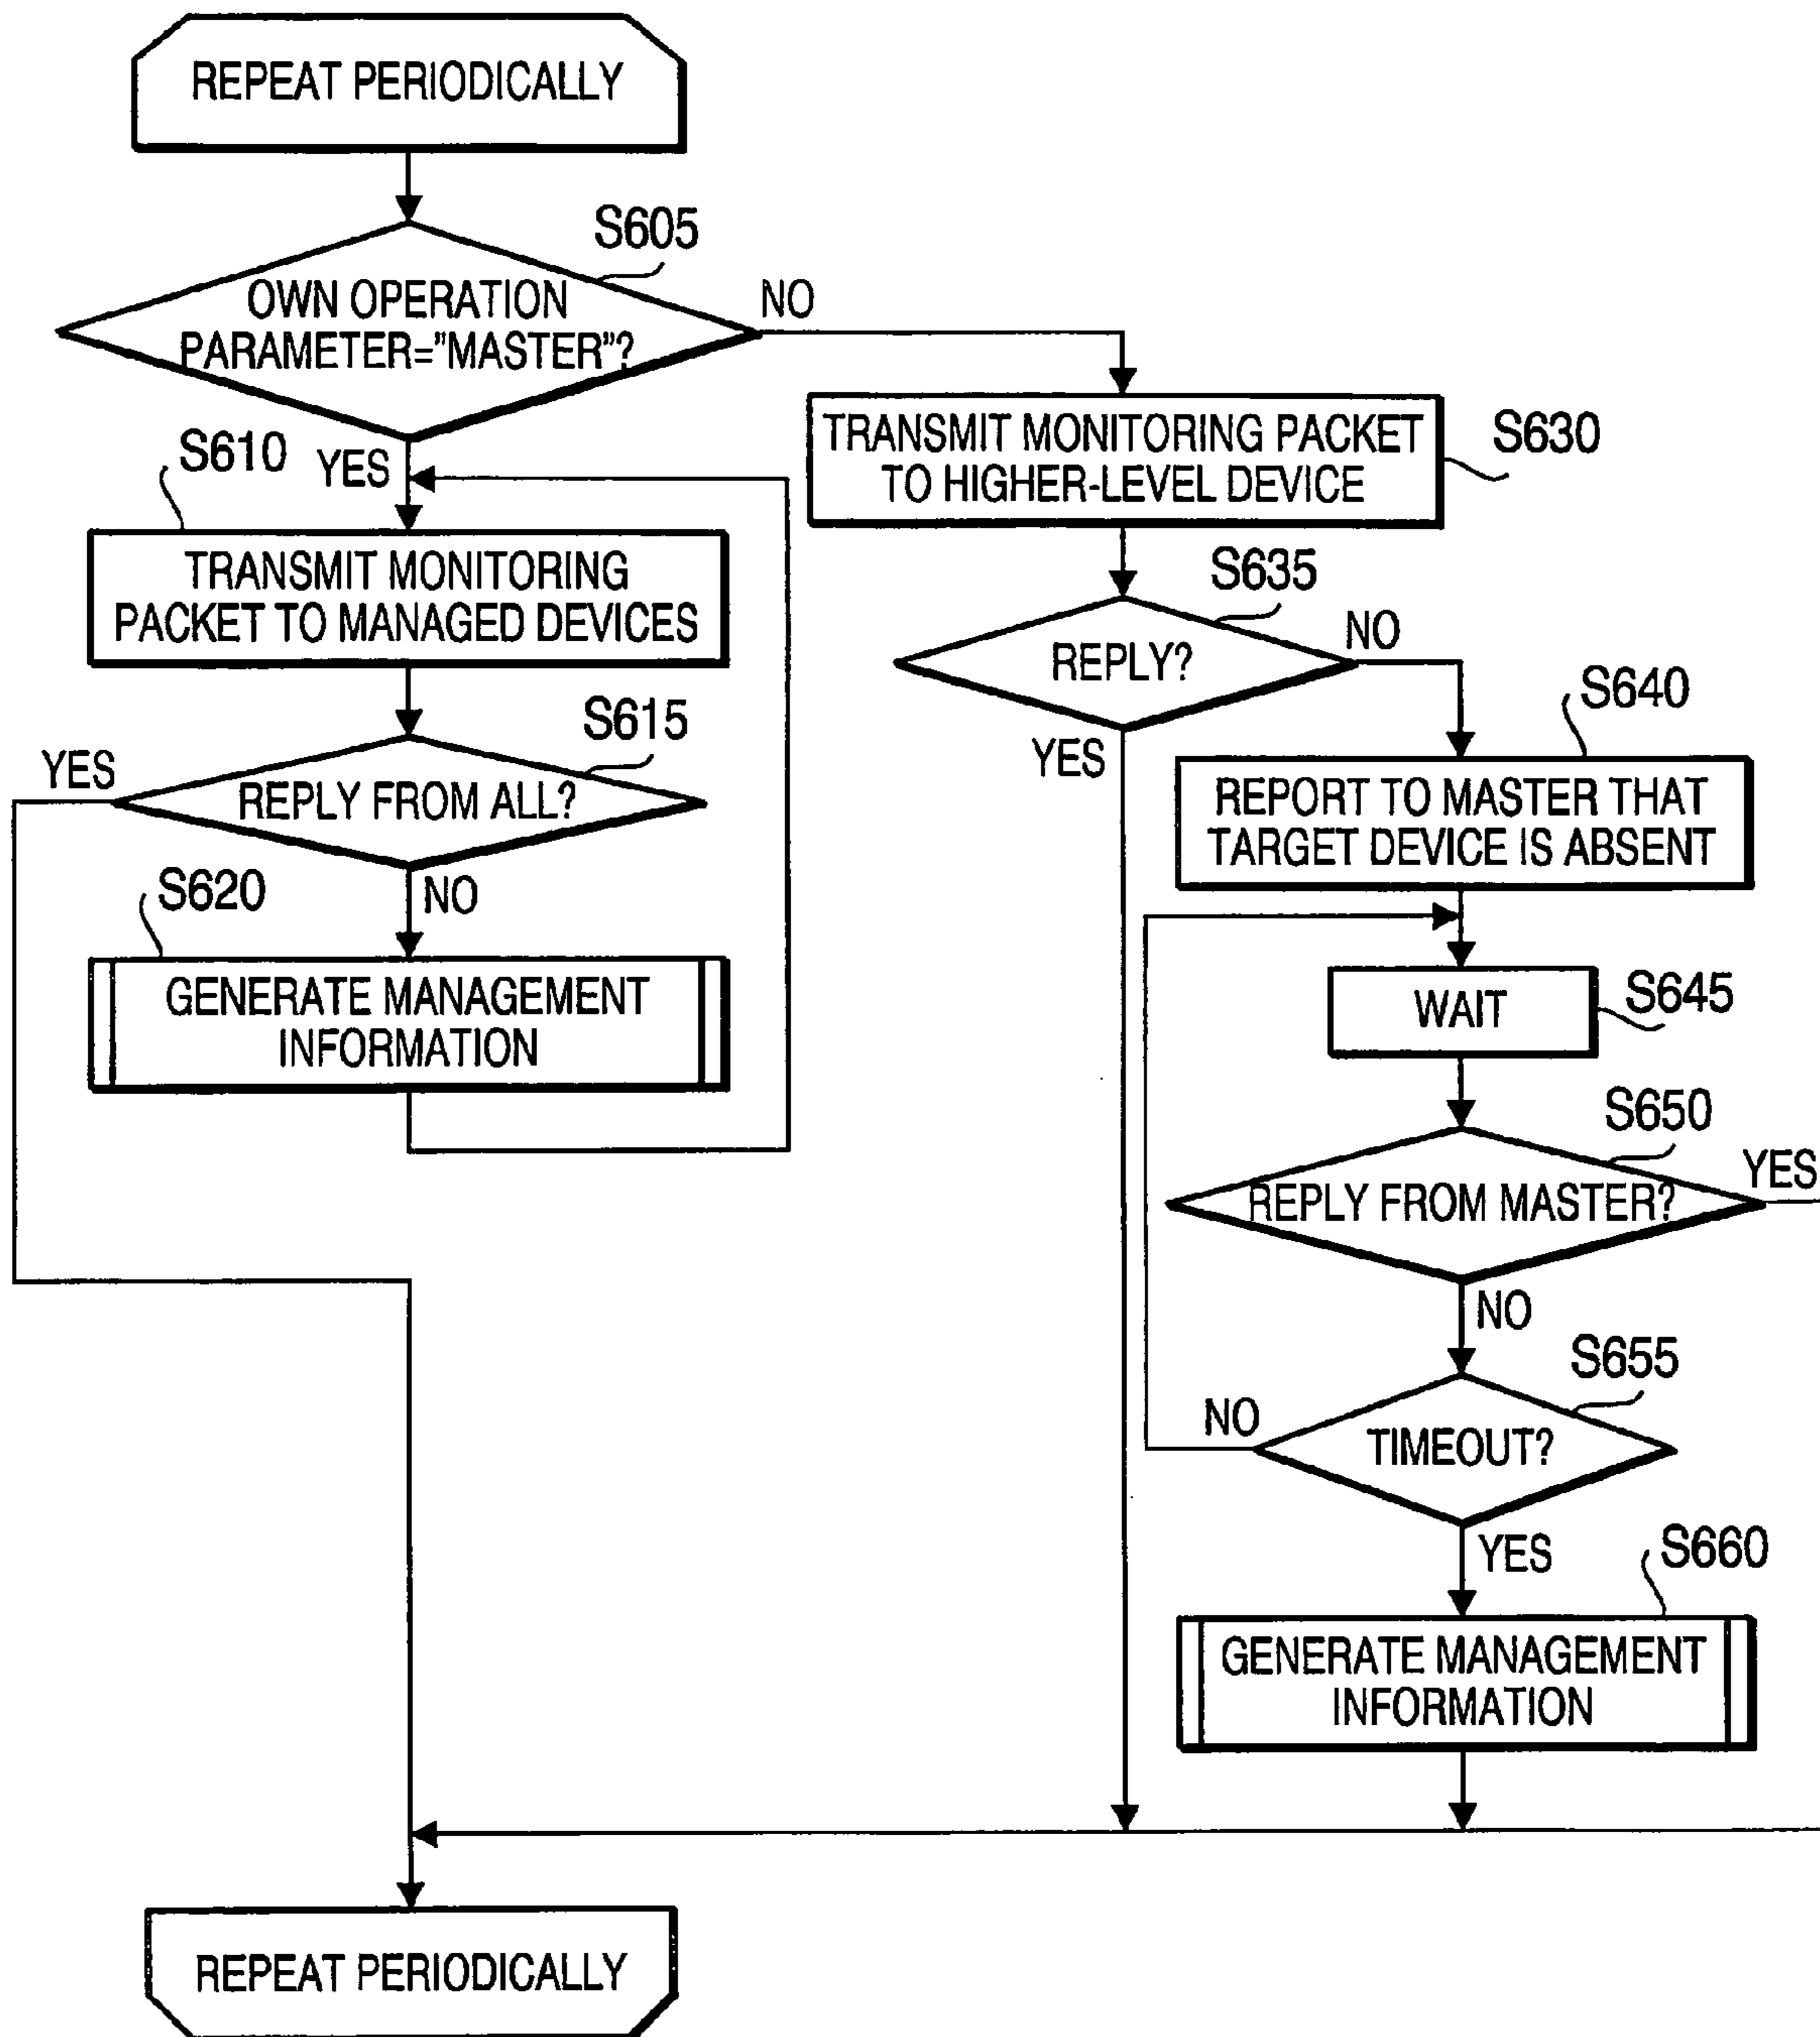 REPEAT PERIODICALLY
S605
OWN OPERATION
PARAMETER="MASTER"?
NO
YES
S610
TRANSMIT MONITORING
PACKET TO MANAGED DEVICES
S615
YES
REPLY FROM ALL?
NO
S620
GENERATE MANAGEMENT
INFORMATION
TRANSMIT MONITORING PACKET
TO HIGHER-LEVEL DEVICE
S630
S635
REPLY?
NO
YES
S640
REPORT TO MASTER THAT
TARGET DEVICE IS ABSENT
WAIT
S645
S650
REPLY FROM MASTER?
YES
NO
S655
TIMEOUT?
NO
YES
S660
GENERATE MANAGEMENT
INFORMATION
REPEAT PERIODICALLY